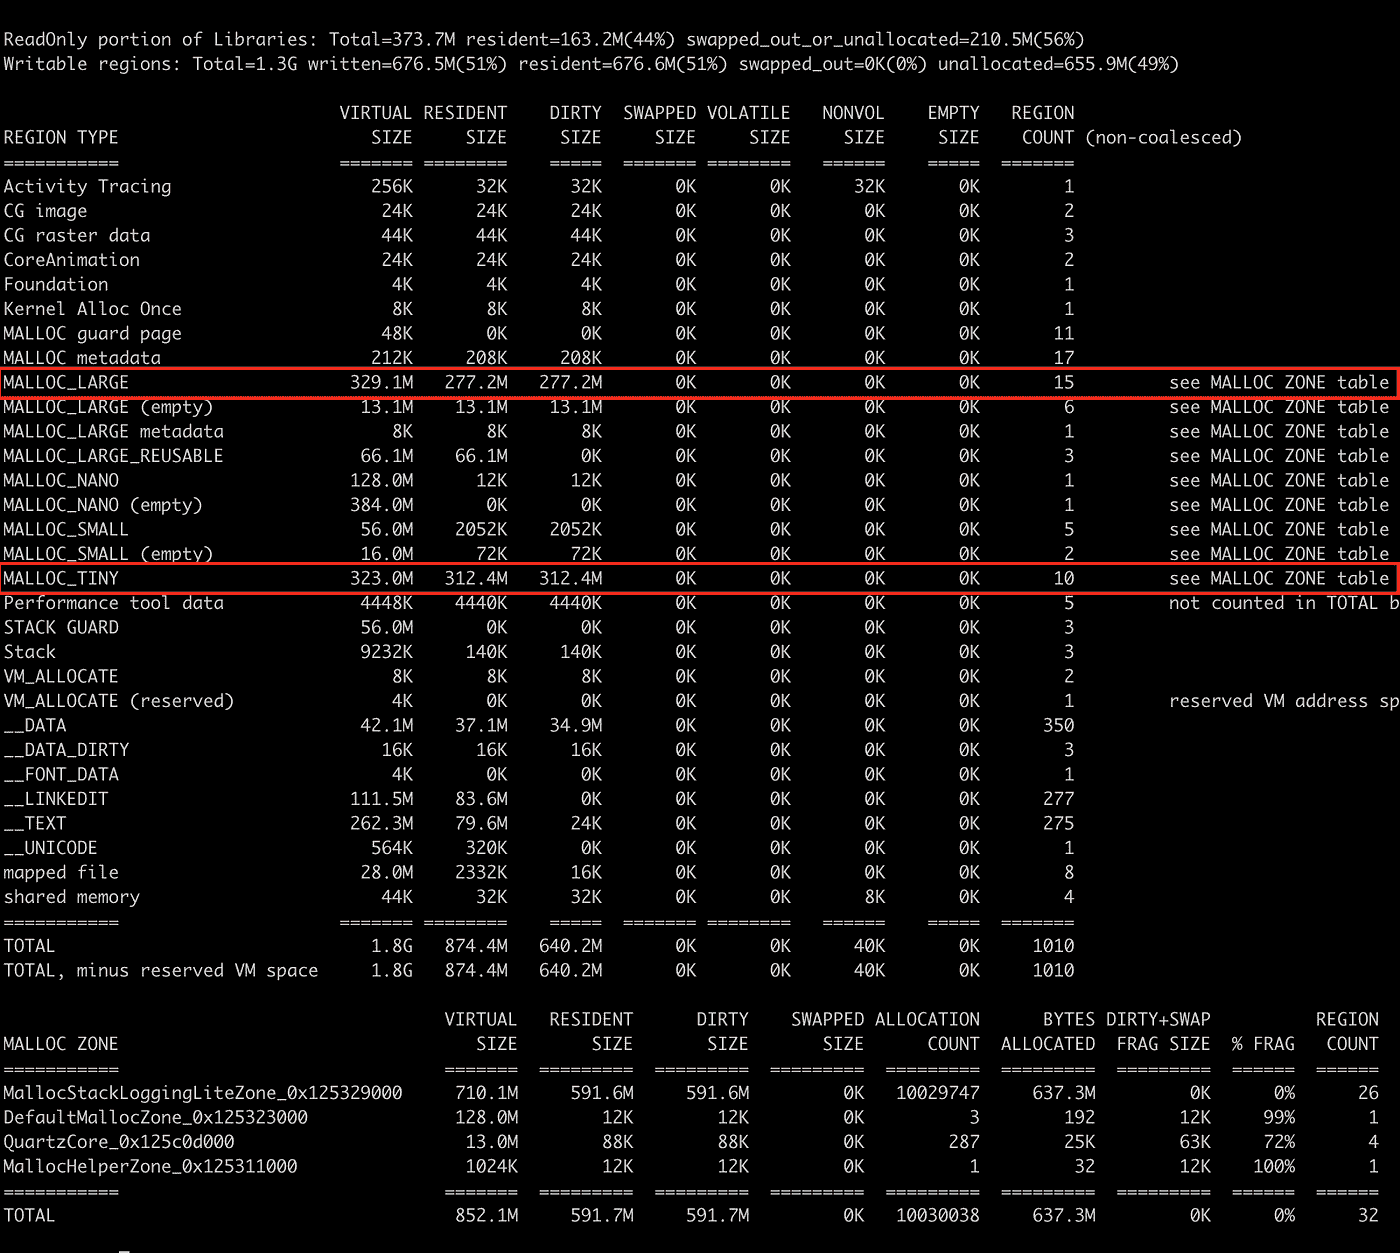 ReadOnly portion of Libraries: Total=373.7M resident=163.2M(44%) swapped_out_or_unallocated=210.5M(56%)
Writable regions: Total=1.3G written=676.5M(51%) resident=676.6M(51%) swapped_out=0K(0%) unallocated=655.9M(49%)
VIRTUAL RESIDENT DIRTY SWAPPED VOLATILE NONVOL EMPTY REGION
REGION TYPE SIZE SIZE SIZE SIZE SIZE SIZE SIZE COUNT (non-coalesced)
=========== ======= ======== ===== ======= ======== ====== ===== =======
Activity Tracing 256K 32K 32K 0K 0K 32K 0K 1
CG image 24K 24K 24K 0K 0K 0K 0K 2
CG raster data 44K 44K 44K 0K 0K 0K 0K 3
CoreAnimation 24K 24K 24K 0K 0K 0K 0K 2
Foundation 4K 4K 4K 0K 0K 0K 0K 1
Kernel Alloc Once 8K 8K 8K 0K 0K 0K 0K 1
MALLOC guard page 48K 0K 0K 0K 0K 0K 0K 11
MALLOC metadata 212K 208K 208K 0K 0K 0K 0K 17
MALLOC_LARGE 329.1M 277.2M 277.2M 0K 0K 0K 0K 15 see MALLOC ZONE table
MALLOC_LARGE (empty) 13.1M 13.1M 13.1M 0K 0K 0K 0K 6 see MALLOC ZONE table
MALLOC_LARGE metadata 8K 8K 8K 0K 0K 0K 0K 1 see MALLOC ZONE table
MALLOC_LARGE_REUSABLE 66.1M 66.1M 0K 0K 0K 0K 0K 3 see MALLOC ZONE table
MALLOC_NANO 128.0M 12K 12K 0K 0K 0K 0K 1 see MALLOC ZONE table
MALLOC_NANO (empty) 384.0M 0K 0K 0K 0K 0K 0K 1 see MALLOC ZONE table
MALLOC_SMALL 56.0M 2052K 2052K 0K 0K 0K 0K 5 see MALLOC ZONE table
MALLOC_SMALL (empty) 16.0M 72K 72K 0K 0K 0K 0K 2 see MALLOC ZONE table
MALLOC_TINY 323.0M 312.4M 312.4M 0K 0K 0K 0K 10 see MALLOC ZONE table
Performance tool data 4448K 4440K 4440K 0K 0K 0K 0K 5 not counted in TOTAL b
STACK GUARD 56.0M 0K 0K 0K 0K 0K 0K 3
Stack 9232K 140K 140K 0K 0K 0K 0K 3
VM_ALLOCATE 8K 8K 8K 0K 0K 0K 0K 2
VM_ALLOCATE (reserved) 4K 0K 0K 0K 0K 0K 0K 1 reserved VM address sp
__DATA 42.1M 37.1M 34.9M 0K 0K 0K 0K 350
__DATA_DIRTY 16K 16K 16K 0K 0K 0K 0K 3
__FONT_DATA 4K 0K 0K 0K 0K 0K 0K 1
__LINKEDIT 111.5M 83.6M 0K 0K 0K 0K 0K 277
__TEXT 262.3M 79.6M 24K 0K 0K 0K 0K 275
__UNICODE 564K 320K 0K 0K 0K 0K 0K 1
mapped file 28.0M 2332K 16K 0K 0K 0K 0K 8
shared memory 44K 32K 32K 0K 0K 8K 0K 4
=========== ======= ======== ===== ======= ======== ====== ===== =======
TOTAL 1.8G 874.4M 640.2M 0K 0K 40K 0K 1010
TOTAL, minus reserved VM space 1.8G 874.4M 640.2M 0K 0K 40K 0K 1010
VIRTUAL RESIDENT DIRTY SWAPPED ALLOCATION BYTES DIRTY+SWAP REGION
MALLOC ZONE SIZE SIZE SIZE SIZE COUNT ALLOCATED FRAG SIZE % FRAG COUNT
=========== ======= ========= ========= ========= ========= ========= ========= ====== ======
MallocStackLoggingLiteZone_0x125329000 710.1M 591.6M 591.6M 0K 10029747 637.3M 0K 0% 26
DefaultMallocZone_0x125323000 128.0M 12K 12K 0K 3 192 12K 99% 1
QuartzCore_0x125c0d000 13.0M 88K 88K 0K 287 25K 63K 72% 4
MallocHelperZone_0x125311000 1024K 12K 12K 0K 1 32 12K 100% 1
=========== ======= ========= ========= ========= ========= ========= ========= ====== ======
TOTAL 852.1M 591.7M 591.7M 0K 10030038 637.3M 0K 0% 32